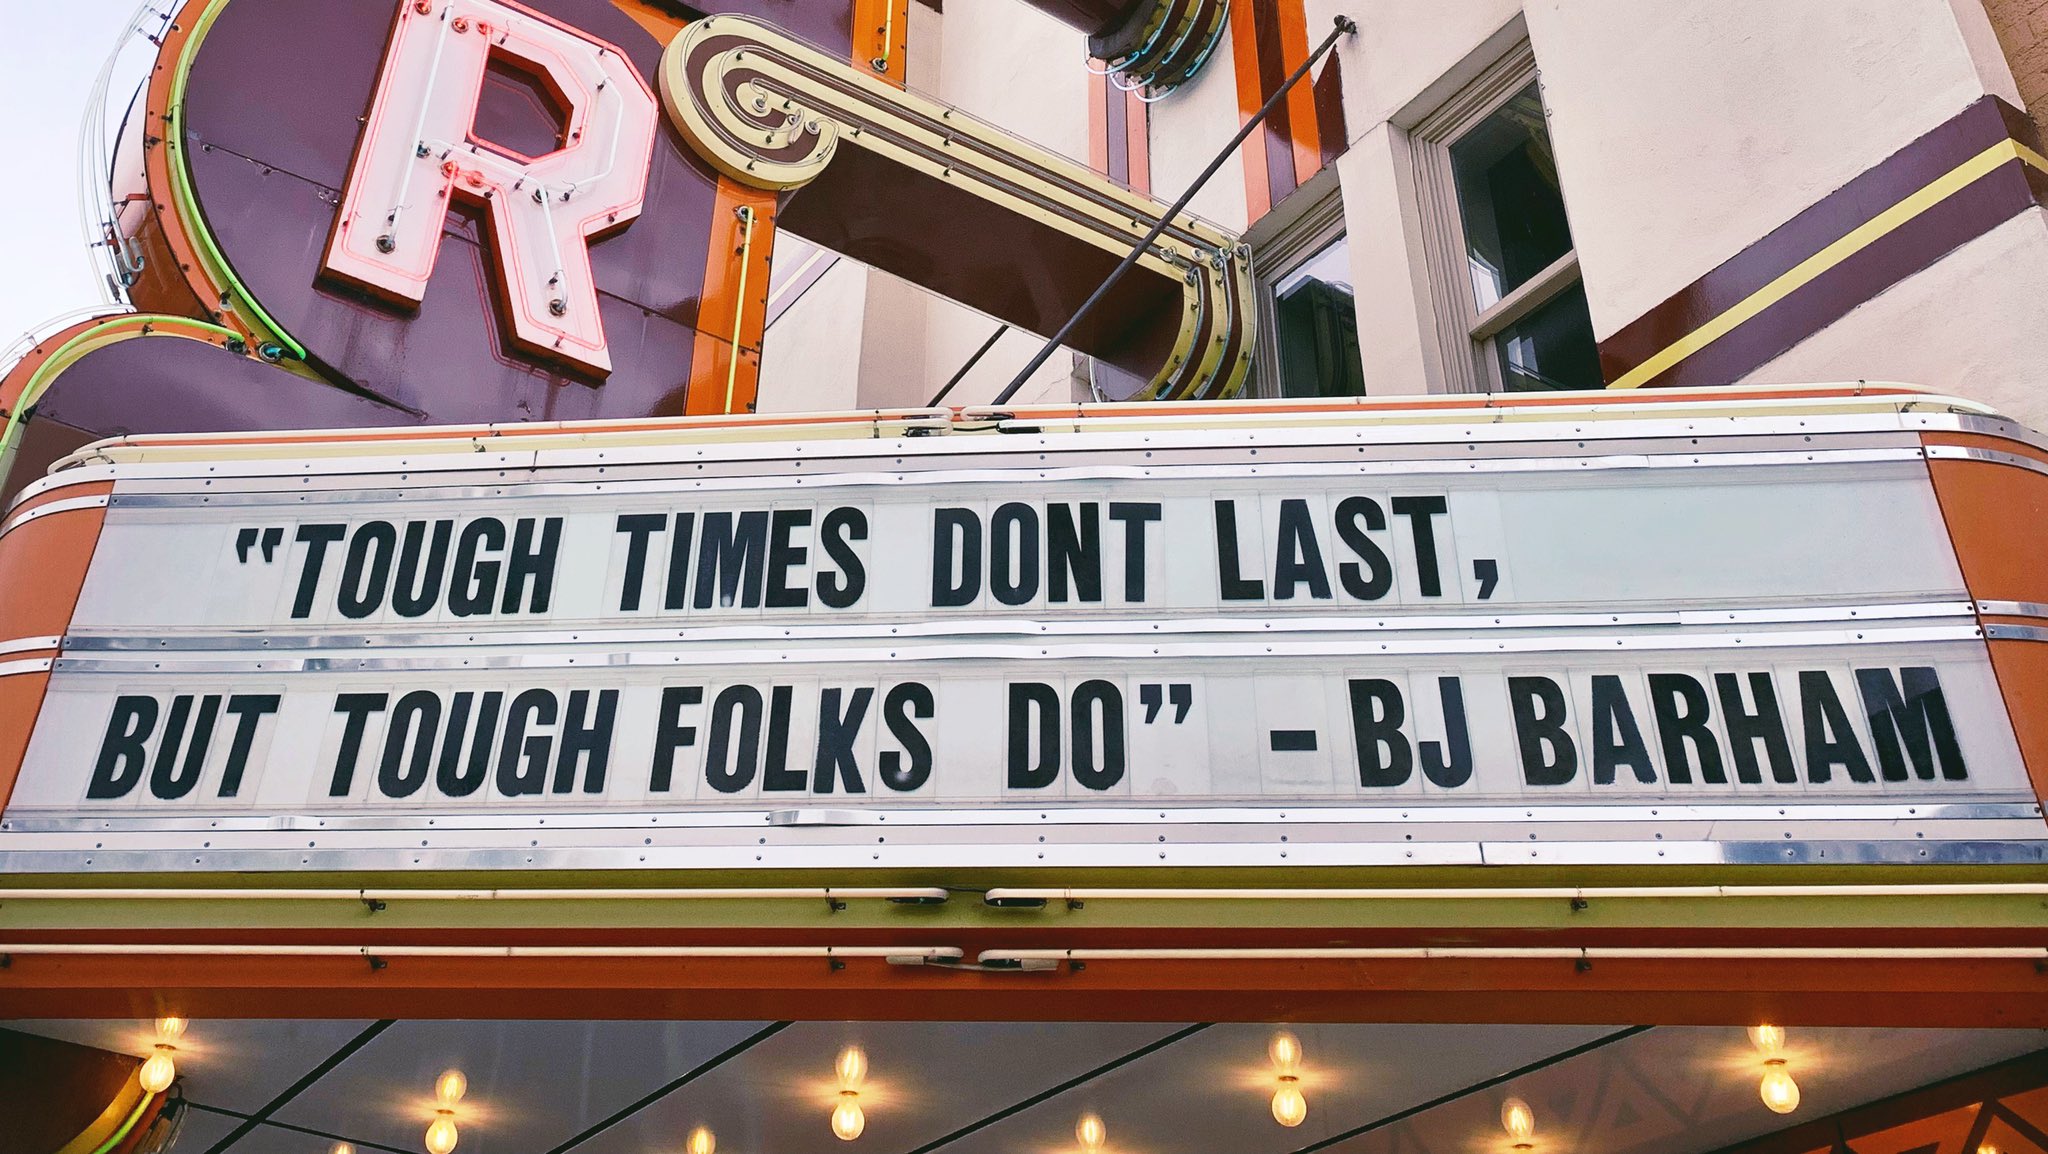 R
"TOUGH TIMES DONT LAST,
BUT TOUGH FOLKS DO" - BJ BARHAM